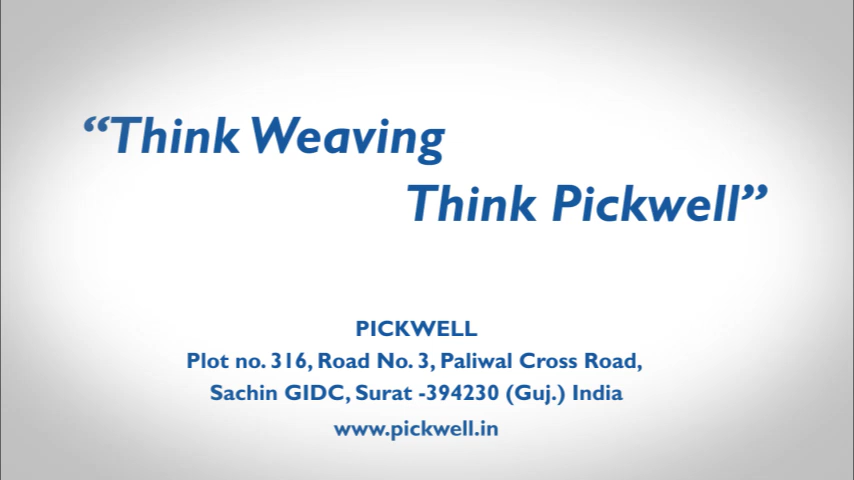 “Think Weaving
Think Pickwell”
PICKWELL
Plot no. 316, Road No. 3, Paliwal Cross Road,
Sachin GIDC, Surat -394230 (Guj.) India
www.pickwell.in